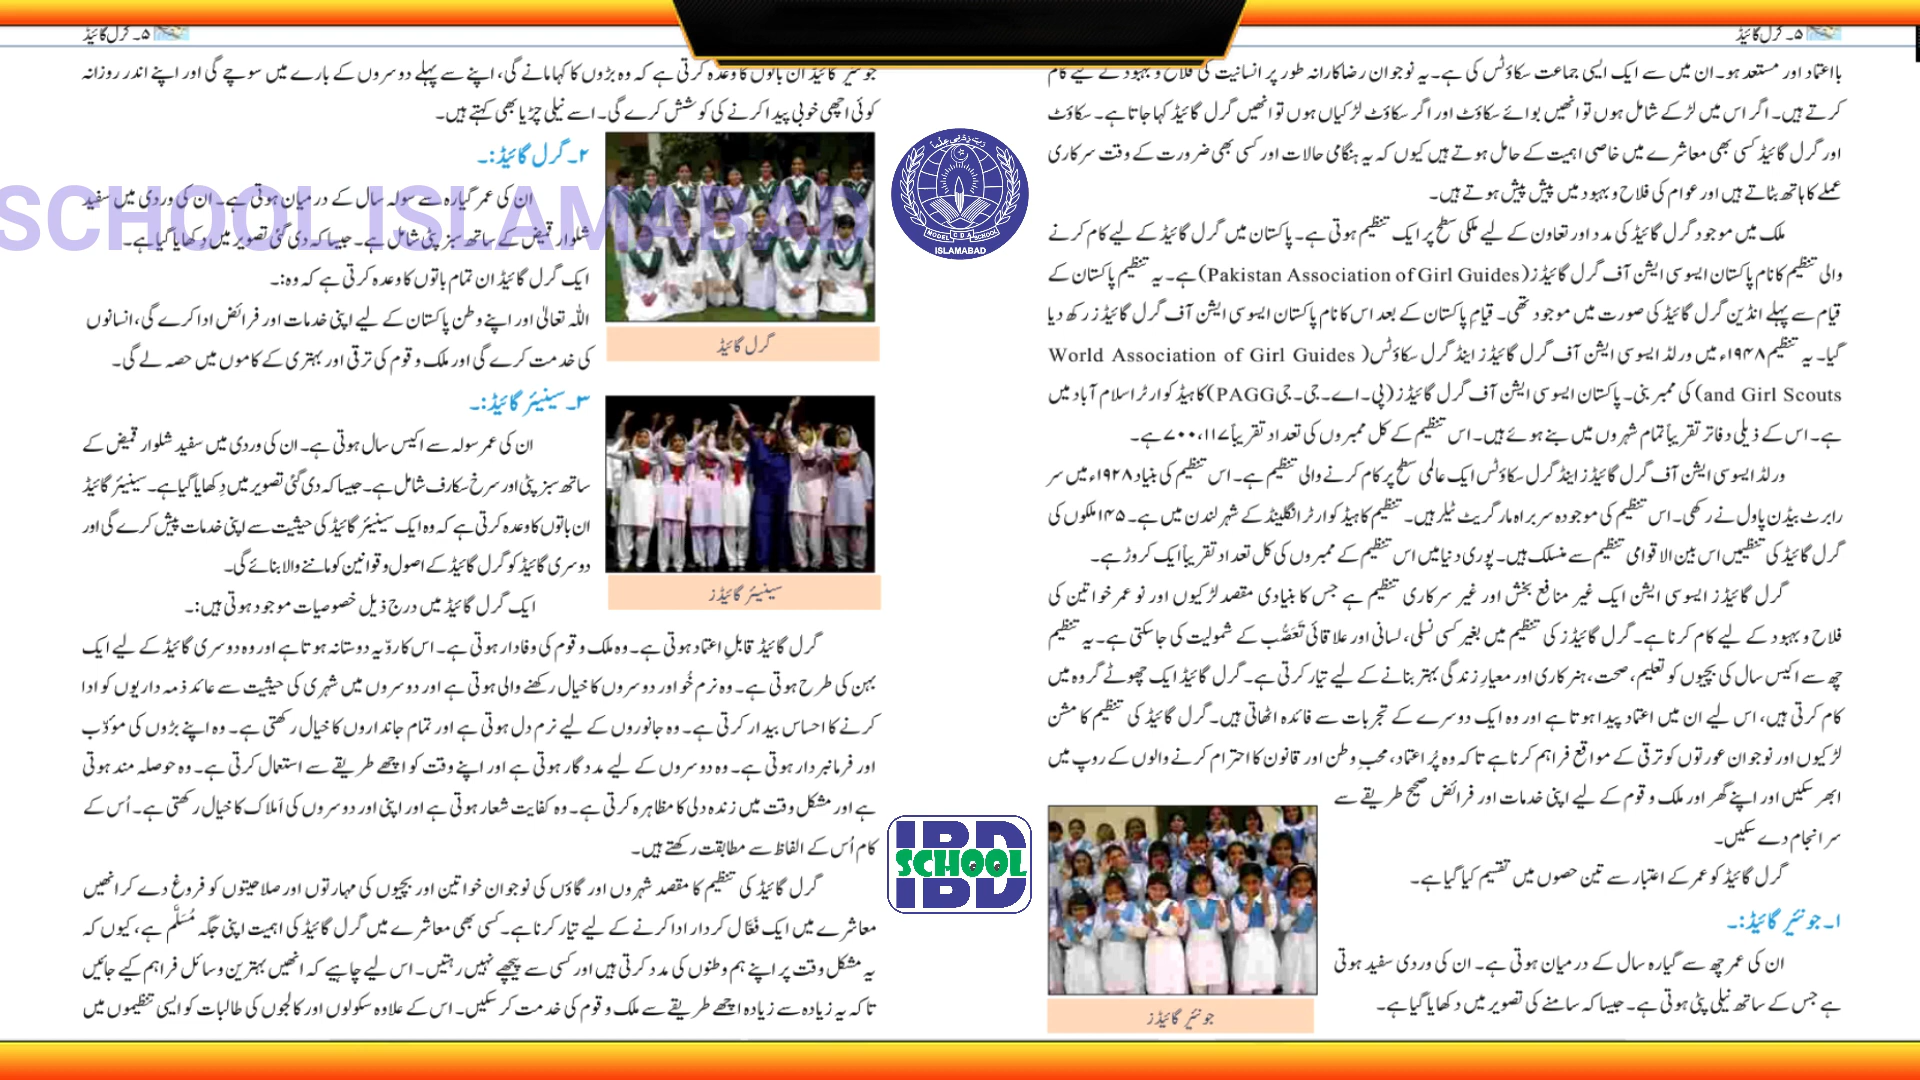 ۵۔ گرل گائیڈ
بااعتماد اور مستعد ہو۔ ان میں سے ایک ایسی جماعت سکاؤٹس کی ہے۔ یہ نوجوان رضاکارانہ طور پر انسانیت کی فلاح و بہبود کے لیے کام
کرتے ہیں۔ اگر اس میں لڑکے شامل ہوں تو انھیں بوائے سکاؤٹ اور اگر سکاؤٹ لڑکیاں ہوں تو انھیں گرل گائیڈ کہا جاتا ہے۔ سکاؤٹ
اور گرل گائیڈ کسی بھی معاشرے میں خاصی اہمیت کے حامل ہوتے ہیں کیوں کہ یہ ہنگامی حالات اور کسی بھی ضرورت کے وقت سرکاری
عملے کا ہاتھ بٹاتے ہیں اور عوام کی فلاح و بہبود میں پیش پیش ہوتے ہیں۔
ملک میں موجود گرل گائیڈ کی مدد اور تعاون کے لیے ملکی سطح پر ایک تنظیم ہوتی ہے۔ پاکستان میں گرل گائیڈ کے لیے کام کرنے
والی تنظیم کا نام پاکستان ایسوسی ایشن آف گرل گائیڈز (Pakistan Association of Girl Guides) ہے۔ یہ تنظیم پاکستان کے
قیام سے پہلے انڈین گرل گائیڈ کی صورت میں موجود تھی۔ قیامِ پاکستان کے بعد اس کا نام پاکستان ایسوسی ایشن آف گرل گائیڈز رکھ دیا
گیا۔ یہ تنظیم ۱۹۴۸ء میں ورلڈ ایسوسی ایشن آف گرل گائیڈز اینڈ گرل سکاؤٹس (World Association of Girl Guides
and Girl Scouts) کی ممبر بنی۔ پاکستان ایسوسی ایشن آف گرل گائیڈز (پی۔اے۔جی۔جی PAGG) کا ہیڈ کوارٹر اسلام آباد میں
ہے۔ اس کے ذیلی دفاتر تقریباً تمام شہروں میں بنے ہوئے ہیں۔ اس تنظیم کے کل ممبروں کی تعداد تقریباً ۷۰۰،۱۱۷ ہے۔
ورلڈ ایسوسی ایشن آف گرل گائیڈز اینڈ گرل سکاؤٹس ایک عالمی سطح پر کام کرنے والی تنظیم ہے۔ اس تنظیم کی بنیاد ۱۹۲۸ء میں سر
رابرٹ بیڈن پاول نے رکھی۔ اس تنظیم کی موجودہ سربراہ مارگریٹ ٹیلر ہیں۔ تنظیم کا ہیڈ کوارٹر انگلینڈ کے شہر لندن میں ہے۔ ۱۴۵ ملکوں کی
گرل گائیڈ کی تنظیمیں اس بین الاقوامی تنظیم سے منسلک ہیں۔ پوری دنیا میں اس تنظیم کے ممبروں کی کل تعداد تقریباً ایک کروڑ ہے۔
گرل گائیڈز ایسوسی ایشن ایک غیر منافع بخش اور غیر سرکاری تنظیم ہے جس کا بنیادی مقصد لڑکیوں اور نوعمر خواتین کی
فلاح و بہبود کے لیے کام کرنا ہے۔ گرل گائیڈز کی تنظیم میں بغیر کسی نسلی، لسانی اور علاقائی تَعَصُّب کے شمولیت کی جاسکتی ہے۔ یہ تنظیم
چھ سے اکیس سال کی بچیوں کو تعلیم، صحت، ہنرکاری اور معیارِ زندگی بہتر بنانے کے لیے تیار کرتی ہے۔ گرل گائیڈ ایک چھوٹے گروہ میں
کام کرتی ہیں، اس لیے ان میں اعتماد پیدا ہوتا ہے اور وہ ایک دوسرے کے تجربات سے فائدہ اٹھاتی ہیں۔ گرل گائیڈ کی تنظیم کا مشن
لڑکیوں اور نوجوان عورتوں کو ترقی کے مواقع فراہم کرنا ہے تاکہ وہ پُراعتماد، محبِ وطن اور قانون کا احترام کرنے والوں کے روپ میں
ابھر سکیں اور اپنے گھر اور ملک و قوم کے لیے اپنی خدمات اور فرائض صحیح طریقے سے
سرانجام دے سکیں۔
گرل گائیڈ کو عمر کے اعتبار سے تین حصوں میں تقسیم کیا گیا ہے۔
۱۔ جونئیر گائیڈ:۔
ان کی عمر چھ سے گیارہ سال کے درمیان ہوتی ہے۔ ان کی وردی سفید ہوتی
ہے جس کے ساتھ نیلی پٹی ہوتی ہے۔ جیسا کہ سامنے کی تصویر میں دکھایا گیا ہے۔
جونئیر گائیڈز
۵۔ گرل گائیڈ
جونئیر گائیڈ ان باتوں کا وعدہ کرتی ہے کہ وہ بڑوں کا کہا مانے گی، اپنے سے پہلے دوسروں کے بارے میں سوچے گی اور اپنے اندر روزانہ
کوئی اچھی خوبی پیدا کرنے کی کوشش کرے گی۔ اسے نیلی چڑیا بھی کہتے ہیں۔
۲۔ گرل گائیڈ:۔
ان کی عمر گیارہ سے سولہ سال کے درمیان ہوتی ہے۔ ان کی وردی میں سفید
شلوار قمیض کے ساتھ سبز پٹی شامل ہے۔ جیسا کہ دی گئی تصویر میں دکھایا گیا ہے۔
ایک گرل گائیڈ ان تمام باتوں کا وعدہ کرتی ہے کہ وہ:۔
اللہ تعالیٰ اور اپنے وطن پاکستان کے لیے اپنی خدمات اور فرائض ادا کرے گی، انسانوں
کی خدمت کرے گی اور ملک و قوم کی ترقی اور بہتری کے کاموں میں حصہ لے گی۔
گرل گائیڈ
۳۔ سینیئر گائیڈ:۔
ان کی عمر سولہ سے اکیس سال ہوتی ہے۔ ان کی وردی میں سفید شلوار قمیض کے
ساتھ سبز پٹی اور سرخ سکارف شامل ہے۔ جیسا کہ دی گئی تصویر میں دِکھایا گیا ہے۔ سینیئر گائیڈ
ان باتوں کا وعدہ کرتی ہے کہ وہ ایک سینیئر گائیڈ کی حیثیت سے اپنی خدمات پیش کرے گی اور
دوسری گائیڈ کو گرل گائیڈ کے اصول و قوانین کو ماننے والا بنائے گی۔
سینیئر گائیڈز
ایک گرل گائیڈ میں درج ذیل خصوصیات موجود ہوتی ہیں:۔
گرل گائیڈ قابلِ اعتماد ہوتی ہے۔ وہ ملک و قوم کی وفادار ہوتی ہے۔ اس کا روّیہ دوستانہ ہوتا ہے اور وہ دوسری گائیڈ کے لیے ایک
بہن کی طرح ہوتی ہے۔ وہ نرم خُو اور دوسروں کا خیال رکھنے والی ہوتی ہے اور دوسروں میں شہری کی حیثیت سے عائد ذمہ داریوں کو ادا
کرنے کا احساس بیدار کرتی ہے۔ وہ جانوروں کے لیے نرم دل ہوتی ہے اور تمام جانداروں کا خیال رکھتی ہے۔ وہ اپنے بڑوں کی مودّب
اور فرمانبردار ہوتی ہے۔ وہ دوسروں کے لیے مددگار ہوتی ہے اور اپنے وقت کو اچھے طریقے سے استعمال کرتی ہے۔ وہ حوصلہ مند ہوتی
ہے اور مشکل وقت میں زندہ دلی کا مظاہرہ کرتی ہے۔ وہ کفایت شعار ہوتی ہے اور اپنی اور دوسروں کی اَملاک کا خیال رکھتی ہے۔ اُس کے
کام اُس کے الفاظ سے مطابقت رکھتے ہیں۔
گرل گائیڈ کی تنظیم کا مقصد شہروں اور گاؤں کی نوجوان خواتین اور بچیوں کی مہارتوں اور صلاحیتوں کو فروغ دے کر انھیں
معاشرے میں ایک فَعَّال کردار ادا کرنے کے لیے تیار کرنا ہے۔ کسی بھی معاشرے میں گرل گائیڈ کی اہمیت اپنی جگہ مُسَلَّم ہے، کیوں کہ
یہ مشکل وقت پر اپنے ہم وطنوں کی مدد کرتی ہیں اور کسی سے پیچھے نہیں رہتیں۔ اس لیے چاہیے کہ انھیں بہترین وسائل فراہم کیے جائیں
تاکہ یہ زیادہ سے زیادہ اچھے طریقے سے ملک و قوم کی خدمت کر سکیں۔ اس کے علاوہ سکولوں اور کالجوں کی طالبات کو ایسی تنظیموں میں
SCHOOL ISLAMABAD
MODEL CDA SCHOOL
ISLAMABAD
IBD
SCHOOL
IBD